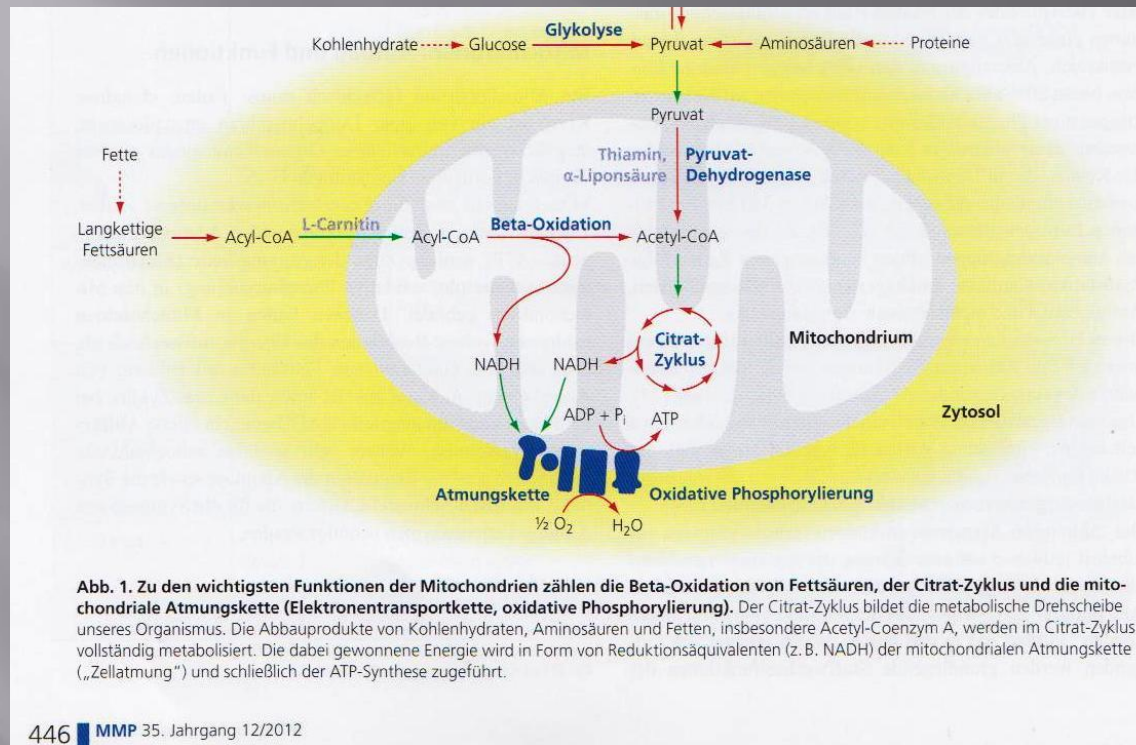 Glykolyse
Kohlenhydrate Glucose Pyruvat Aminosäuren Proteine
Pyruvat
Fette
Thiamin, Pyruvat-
α-Liponsäure Dehydrogenase
Langkettige
Fettsäuren
Acyl-CoA L-Carnitin Acyl-CoA Beta-Oxidation Acetyl-CoA
Citrat-
Zyklus
Mitochondrium
NADH NADH
ADP + Pi ATP
Zytosol
Atmungskette Oxidative Phosphorylierung
½ O2 H2O
Abb. 1. Zu den wichtigsten Funktionen der Mitochondrien zählen die Beta-Oxidation von Fettsäuren, der Citrat-Zyklus und die mito-
chondriale Atmungskette (Elektronentransportkette, oxidative Phosphorylierung). Der Citrat-Zyklus bildet die metabolische Drehscheibe
unseres Organismus. Die Abbauprodukte von Kohlenhydraten, Aminosäuren und Fetten, insbesondere Acetyl-Coenzym A, werden im Citrat-Zyklus
vollständig metabolisiert. Die dabei gewonnene Energie wird in Form von Reduktionsäquivalenten (z. B. NADH) der mitochondrialen Atmungskette
(„Zellatmung“) und schließlich der ATP-Synthese zugeführt.
446 MMP 35. Jahrgang 12/2012